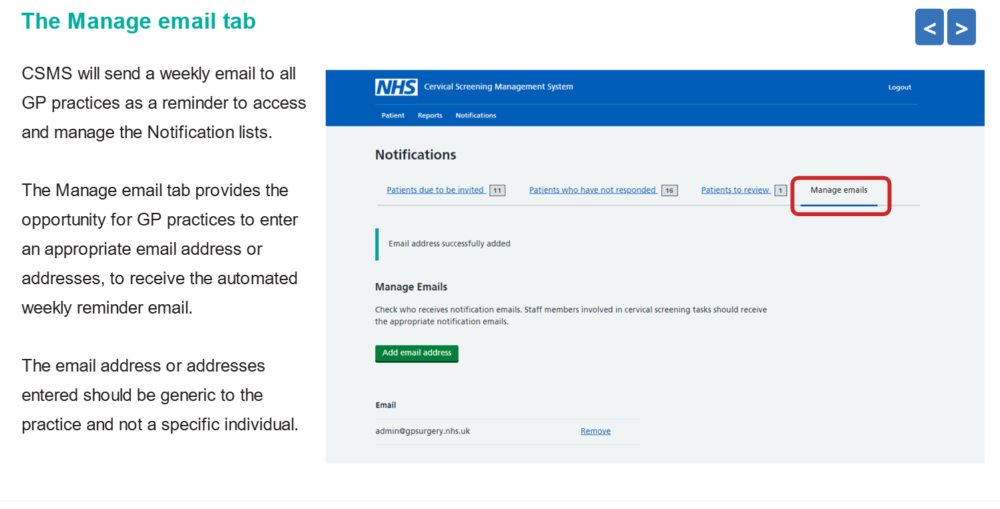 The Manage email tab
< >
CSMS will send a weekly email to all
GP practices as a reminder to access
and manage the Notification lists.
The Manage email tab provides the
opportunity for GP practices to enter
an appropriate email address or
addresses, to receive the automated
weekly reminder email.
The email address or addresses
entered should be generic to the
practice and not a specific individual.
NHS Cervical Screening Management System Logout
Patient Reports Notifications
Notifications
Patients due to be invited 11 Patients who have not responded 16 Patients to review 1 Manage emails
Email address successfully added
Manage Emails
Check who receives notification emails. Staff members involved in cervical screening tasks should receive
the appropriate notification emails.
Add email address
Email
admin@gpsurgery.nhs.uk Remove